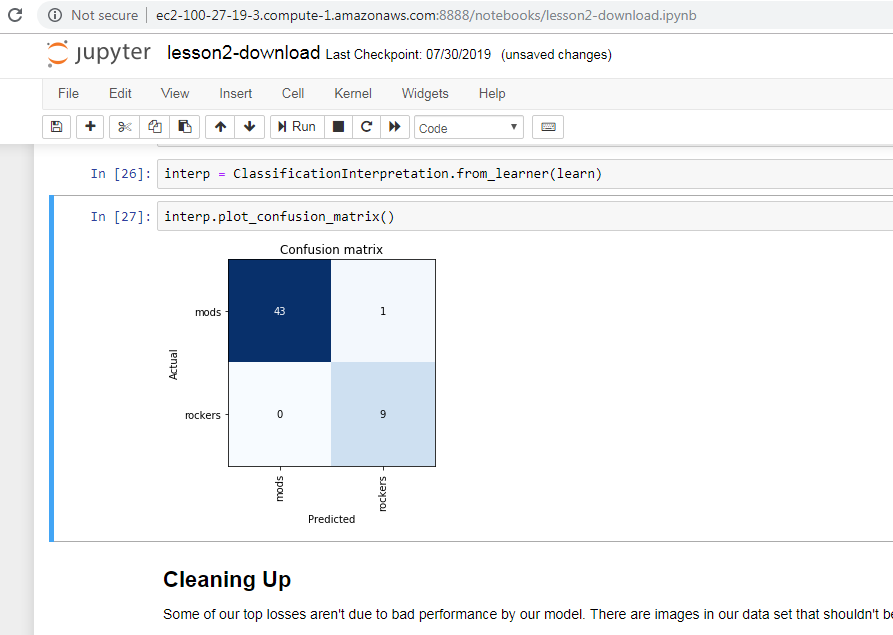 Not secure | ec2-100-27-19-3.compute-1.amazonaws.com:8888/notebooks/lesson2-download.ipynb
jupyter lesson2-download Last Checkpoint: 07/30/2019 (unsaved changes)
File Edit View Insert Cell Kernel Widgets Help
Run Code
In [26]: interp = ClassificationInterpretation.from_learner(learn)
In [27]: interp.plot_confusion_matrix()
Confusion matrix
mods 43 1
Actual
rockers 0 9
mods rockers
Predicted
Cleaning Up
Some of our top losses aren't due to bad performance by our model. There are images in our data set that shouldn't